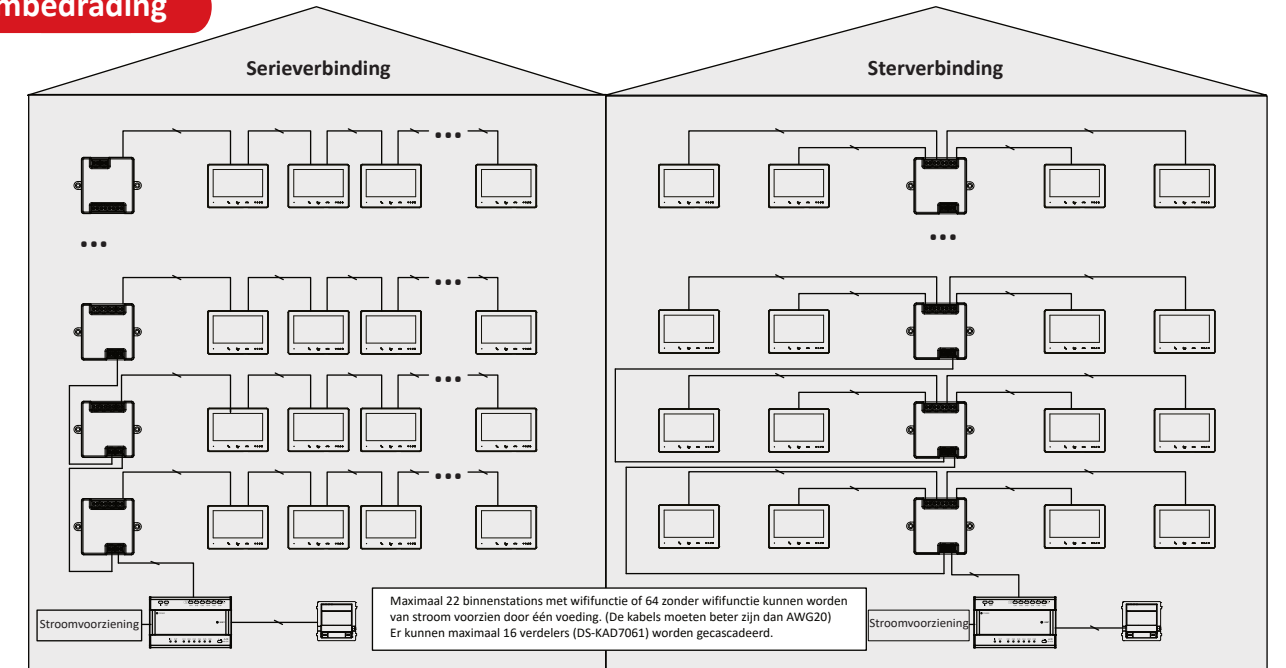 mbedrading
Serieverbinding
Sterverbinding
Stroomvoorziening
Maximaal 22 binnenstations met wififunctie of 64 zonder wififunctie kunnen worden
van stroom voorzien door één voeding. (De kabels moeten beter zijn dan AWG20)
Er kunnen maximaal 16 verdelers (DS-KAD7061) worden gecascadeerd.
Stroomvoorziening